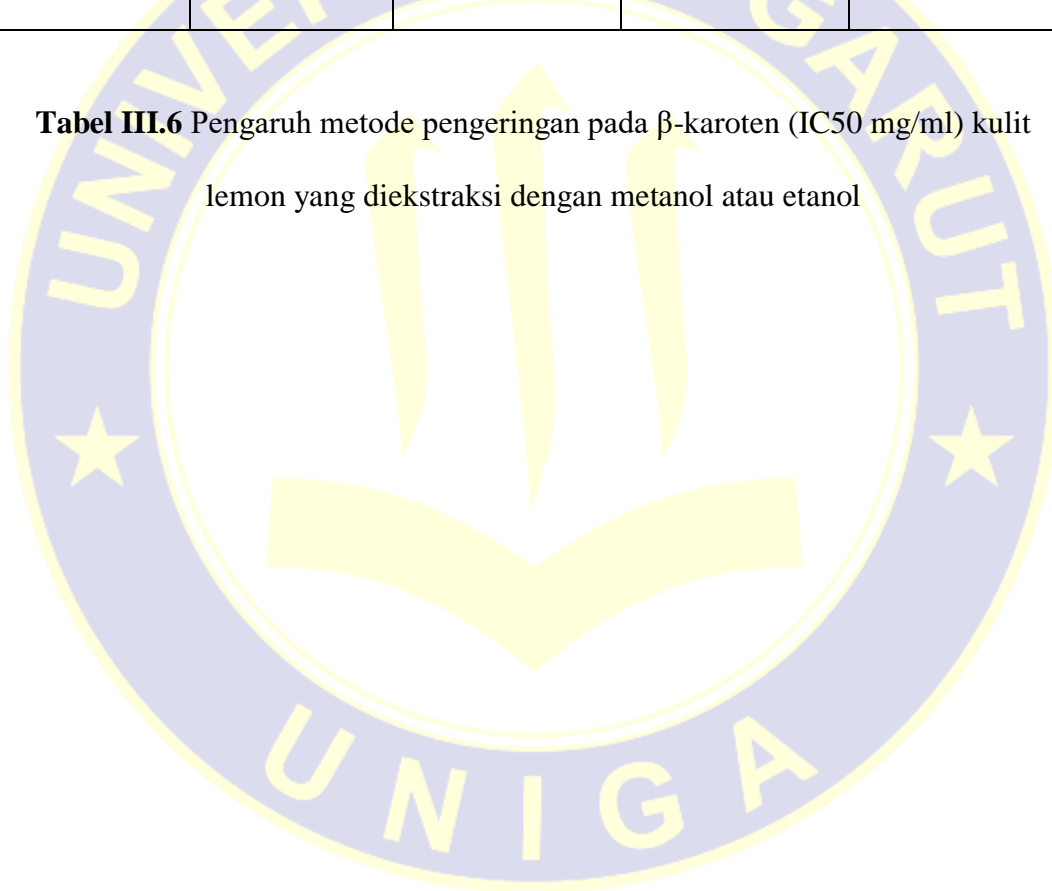 Tabel III.6 Pengaruh metode pengeringan pada β-karoten (IC50 mg/ml) kulit
lemon yang diekstraksi dengan metanol atau etanol
UNIGA